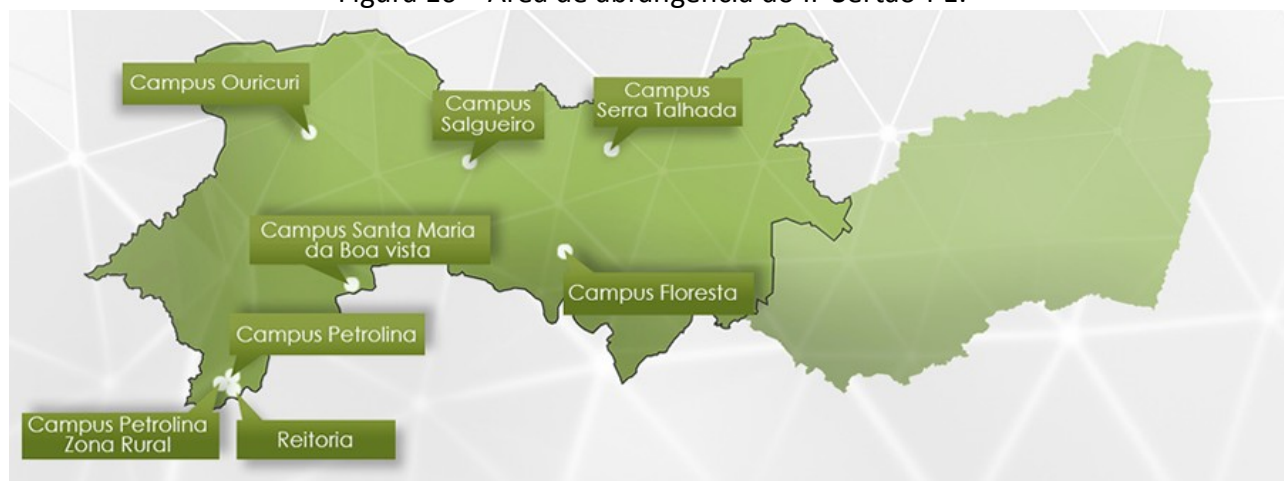 Campus Ouricuri
Campus
Salgueiro
Campus
Serra Talhada
Campus Santa Maria
da Boa vista
Campus Floresta
Campus Petrolina
Campus Petrolina
Zona Rural
Reitoria